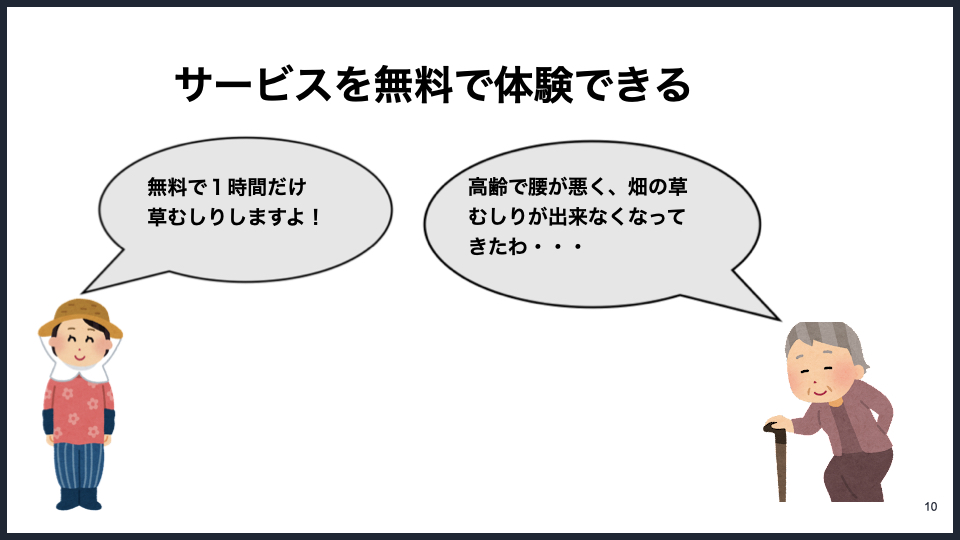 サービスを無料で体験できる
無料で１時間だけ
草むしりしますよ！
高齢で腰が悪く、畑の草
むしりが出来なくなって
きたわ・・・
10